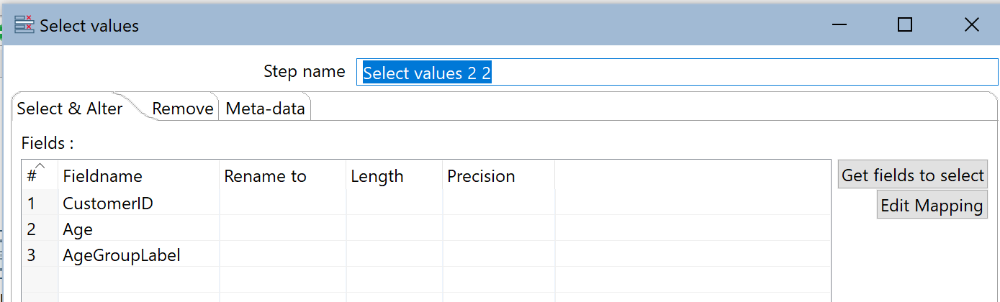 Select values
Step name Select values 2 2
Select & Alter Remove Meta-data
Fields :
# Fieldname Rename to Length Precision
Get fields to select
1 CustomerID
Edit Mapping
2 Age
3 AgeGroupLabel